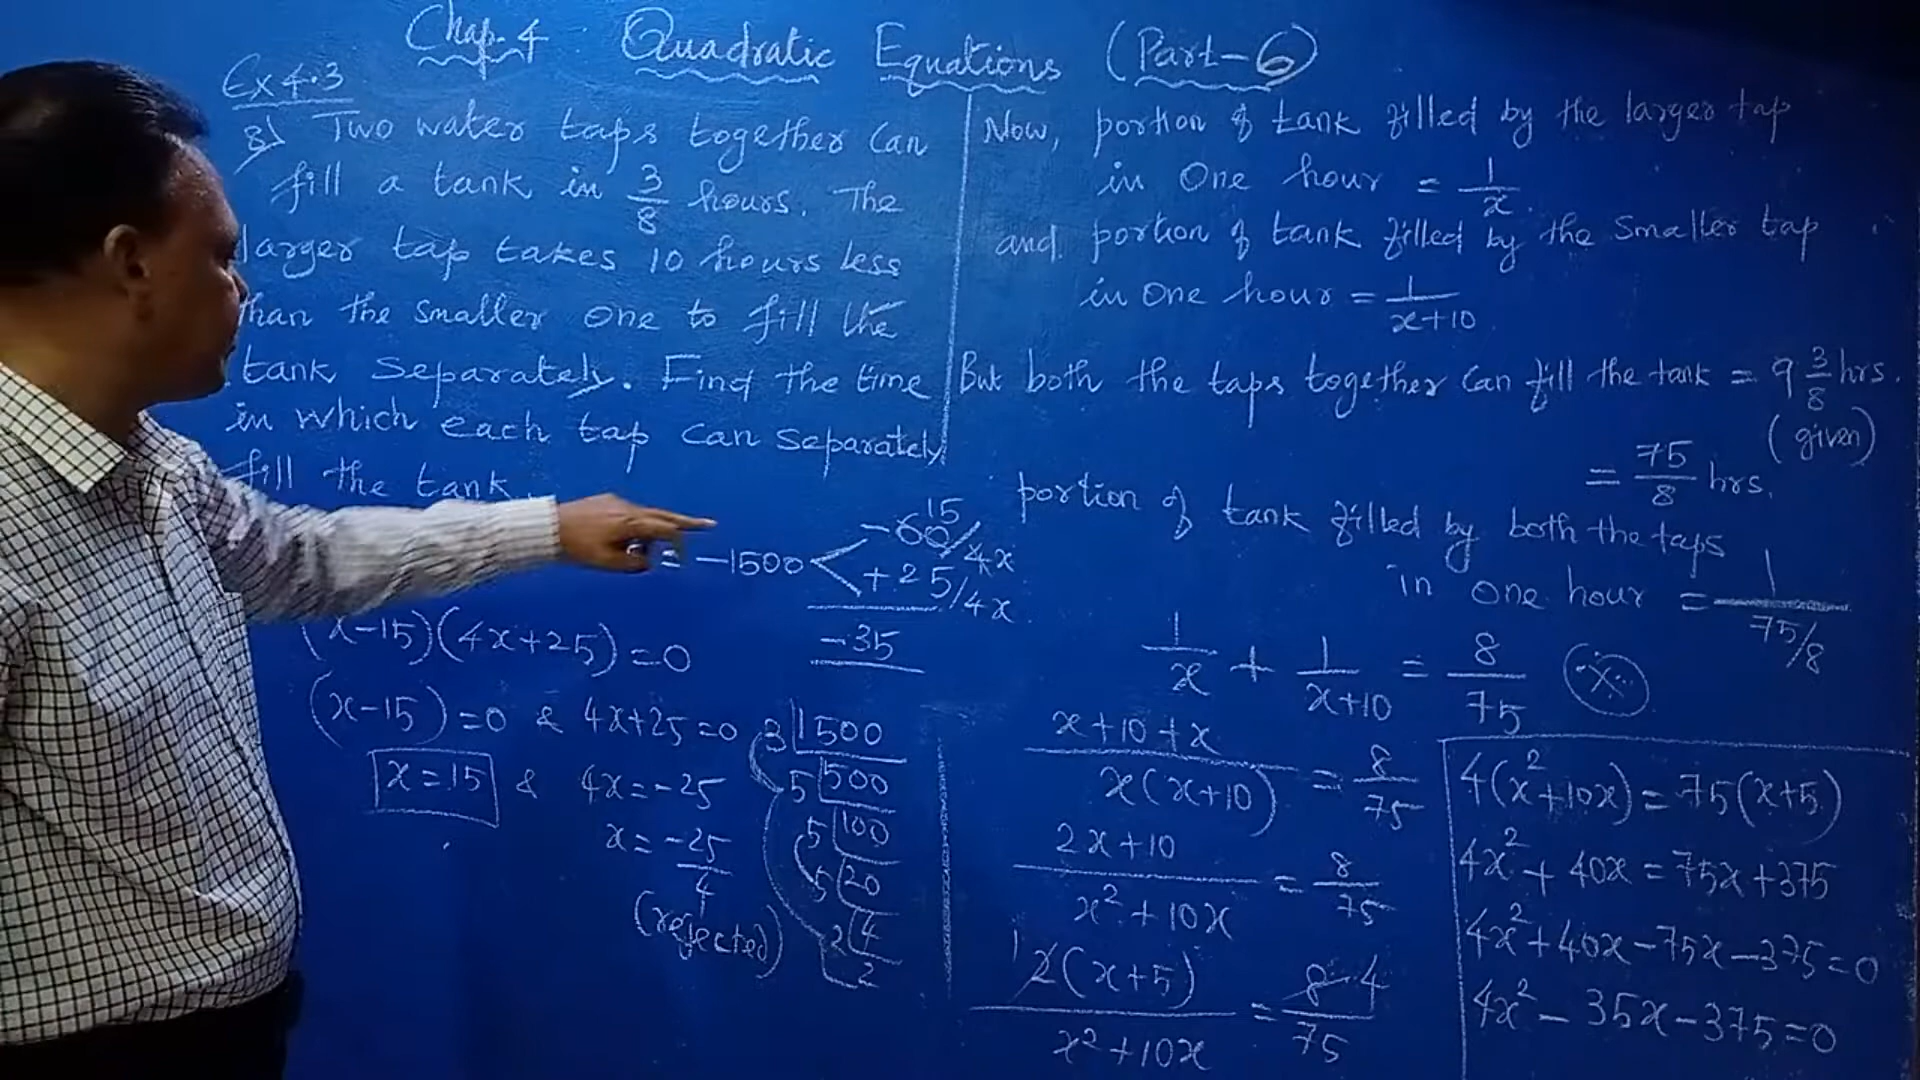 Chap. 4 : Quadratic Equations (Part-6)
Ex 4.3
8) Two water taps together can
fill a tank in 3/8 hours. The
larger tap takes 10 hours less
than the smaller one to fill the
tank separately. Find the time
in which each tap can separately
fill the tank.
= -1500 < -60/4x 15
+25/4x
-35
(x-15)(4x+25)=0
(x-15)=0 & 4x+25=0
x=15 & 4x=-25
x=-25/4
(rejected)
3 1500
5 500
5 100
5 20
2 4
2
Now, portion of tank filled by the larger tap
in one hour = 1/x
and portion of tank filled by the smaller tap
in one hour = 1/x+10
But both the taps together can fill the tank = 9 3/8 hrs.
(given)
= 75/8 hrs.
portion of tank filled by both the taps
in one hour = 1/75/8
1/x + 1/x+10 = 8/75
x+10+x/x(x+10) = 8/75
2x+10/x²+10x = 8/75
1 2(x+5)/x²+10x = 8 4/75
4(x²+10x)=75(x+5)
4x²+40x=75x+375
4x²+40x-75x-375=0
4x²-35x-375=0